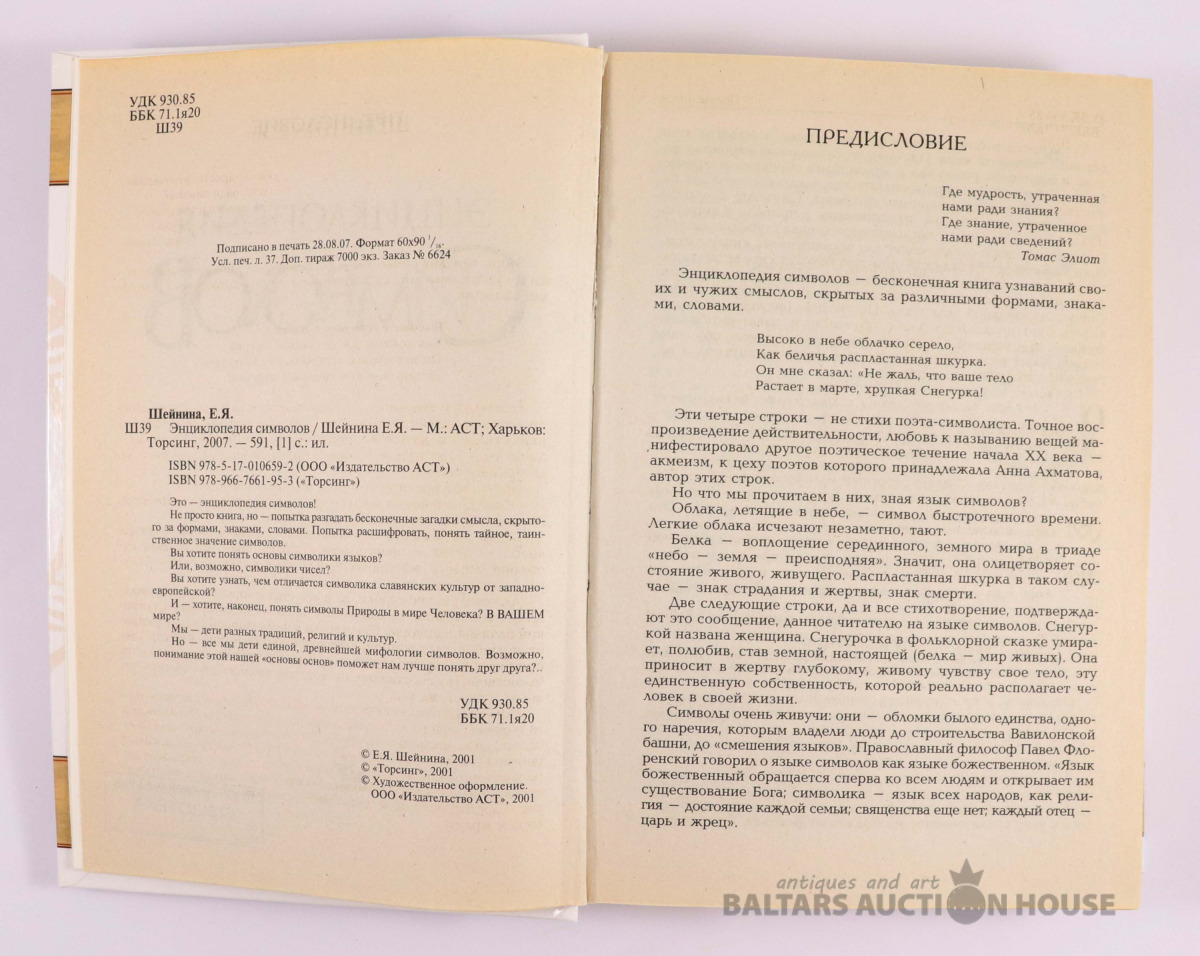 УДК 930.85
ББК 71.1я20
Ш39
Подписано в печать 28.08.07. Формат 60х90 1/16.
Усл. печ. л. 37. Доп. тираж 7000 экз. Заказ № 6624
Шейнина, Е.Я.
Ш39 Энциклопедия символов / Шейнина Е.Я. — М.: АСТ; Харьков:
Торсинг, 2007. — 591, [1] с.: ил.
ISBN 978-5-17-010659-2 (ООО «Издательство АСТ»)
ISBN 978-966-7661-95-3 («Торсинг»)
Это — энциклопедия символов!
Не просто книга, но — попытка разгадать бесконечные загадки смысла, скрыто-
го за формами, знаками, словами. Попытка расшифровать, понять тайное, таин-
ственное значение символов.
Вы хотите понять основы символики языков?
Или, возможно, символики чисел?
Вы хотите узнать, чем отличается символика славянских культур от западно-
европейской?
И — хотите, наконец, понять символы Природы в мире Человека? В ВАШЕМ
мире?
Мы — дети разных традиций, религий и культур.
Но — все мы дети единой, древнейшей мифологии символов. Возможно,
понимание этой нашей «основы основ» поможет нам лучше понять друг друга?..
УДК 930.85
ББК 71.1я20
© Е.Я. Шейнина, 2001
© «Торсинг», 2001
© Художественное оформление.
ООО «Издательство АСТ», 2001
ПРЕДИСЛОВИЕ
Где мудрость, утраченная
нами ради знания?
Где знание, утраченное
нами ради сведений?
Томас Элиот
Энциклопедия символов — бесконечная книга узнаваний сво-
их и чужих смыслов, скрытых за различными формами, знака-
ми, словами.
Высоко в небе облачко серело,
Как беличья распластанная шкурка.
Он мне сказал: «Не жаль, что ваше тело
Растает в марте, хрупкая Снегурка!
Эти четыре строки — не стихи поэта-символиста. Точное вос-
произведение действительности, любовь к называнию вещей ма-
нифестировало другое поэтическое течение начала XX века —
акмеизм, к цеху поэтов которого принадлежала Анна Ахматова,
автор этих строк.
Но что мы прочитаем в них, зная язык символов?
Облака, летящие в небе, — символ быстротечного времени.
Легкие облака исчезают незаметно, тают.
Белка — воплощение серединного, земного мира в триаде
«небо — земля — преисподняя». Значит, она олицетворяет со-
стояние живого, живущего. Распластанная шкурка в таком слу-
чае — знак страдания и жертвы, знак смерти.
Две следующие строки, да и все стихотворение, подтвержда-
ют это сообщение, данное читателю на языке символов. Снегур-
кой названа женщина. Снегурочка в фольклорной сказке умира-
ет, полюбив, став земной, настоящей (белка — мир живых). Она
приносит в жертву глубокому, живому чувству свое тело, эту
единственную собственность, которой реально располагает че-
ловек в своей жизни.
Символы очень живучи: они — обломки былого единства, одно-
го наречия, которым владели люди до строительства Вавилонской
башни, до «смешения языков». Православный философ Павел Фло-
ренский говорил о языке символов как языке божественном. «Язык
божественный обращается сперва ко всем людям и открывает им
существование Бога; символика — язык всех народов, как рели-
гия — достояние каждой семьи; священства еще нет; каждый отец —
царь и жрец».
antiques and art
BALTARS AUCTION HOUSE